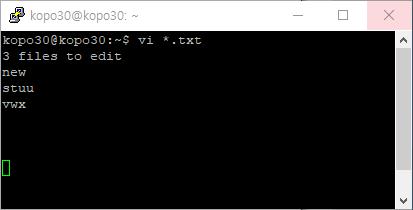 kopo30@kopo30: ~
kopo30@kopo30:~$ vi *.txt
3 files to edit
new
stuu
vwx